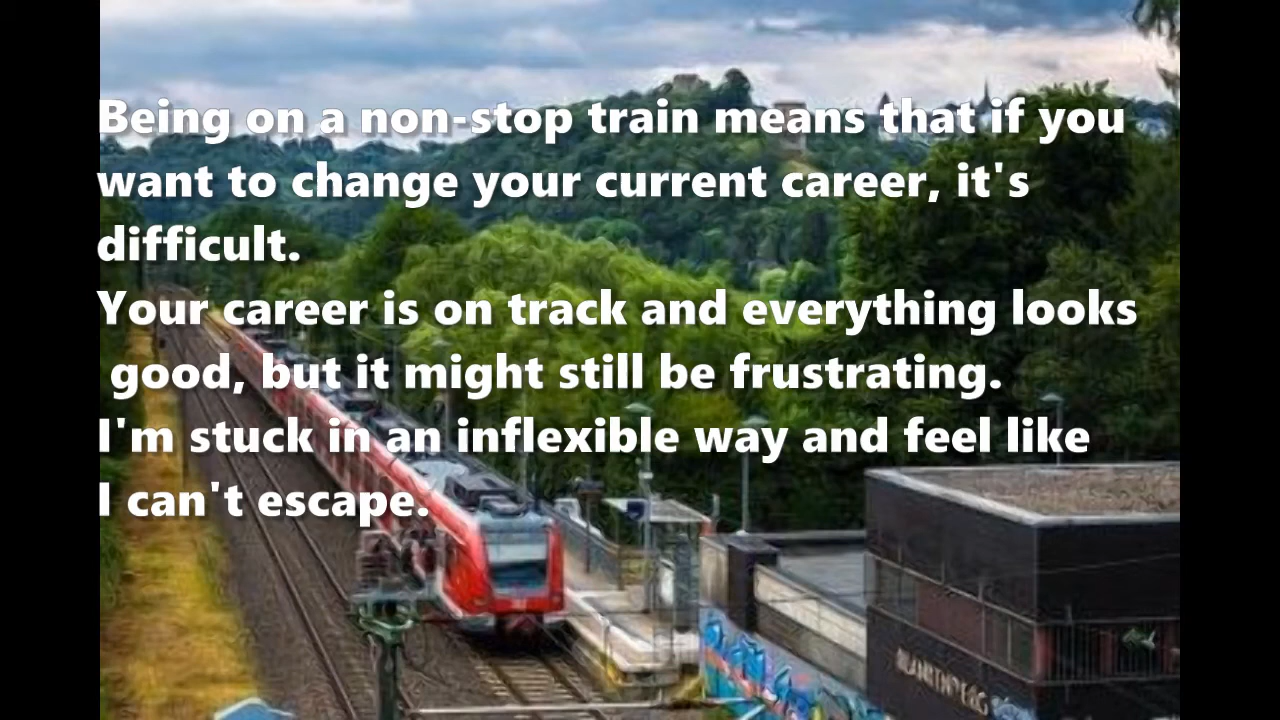 Being on a non-stop train means that if you
want to change your current career, it's
difficult.
Your career is on track and everything looks
good, but it might still be frustrating.
I'm stuck in an inflexible way and feel like
I can't escape.